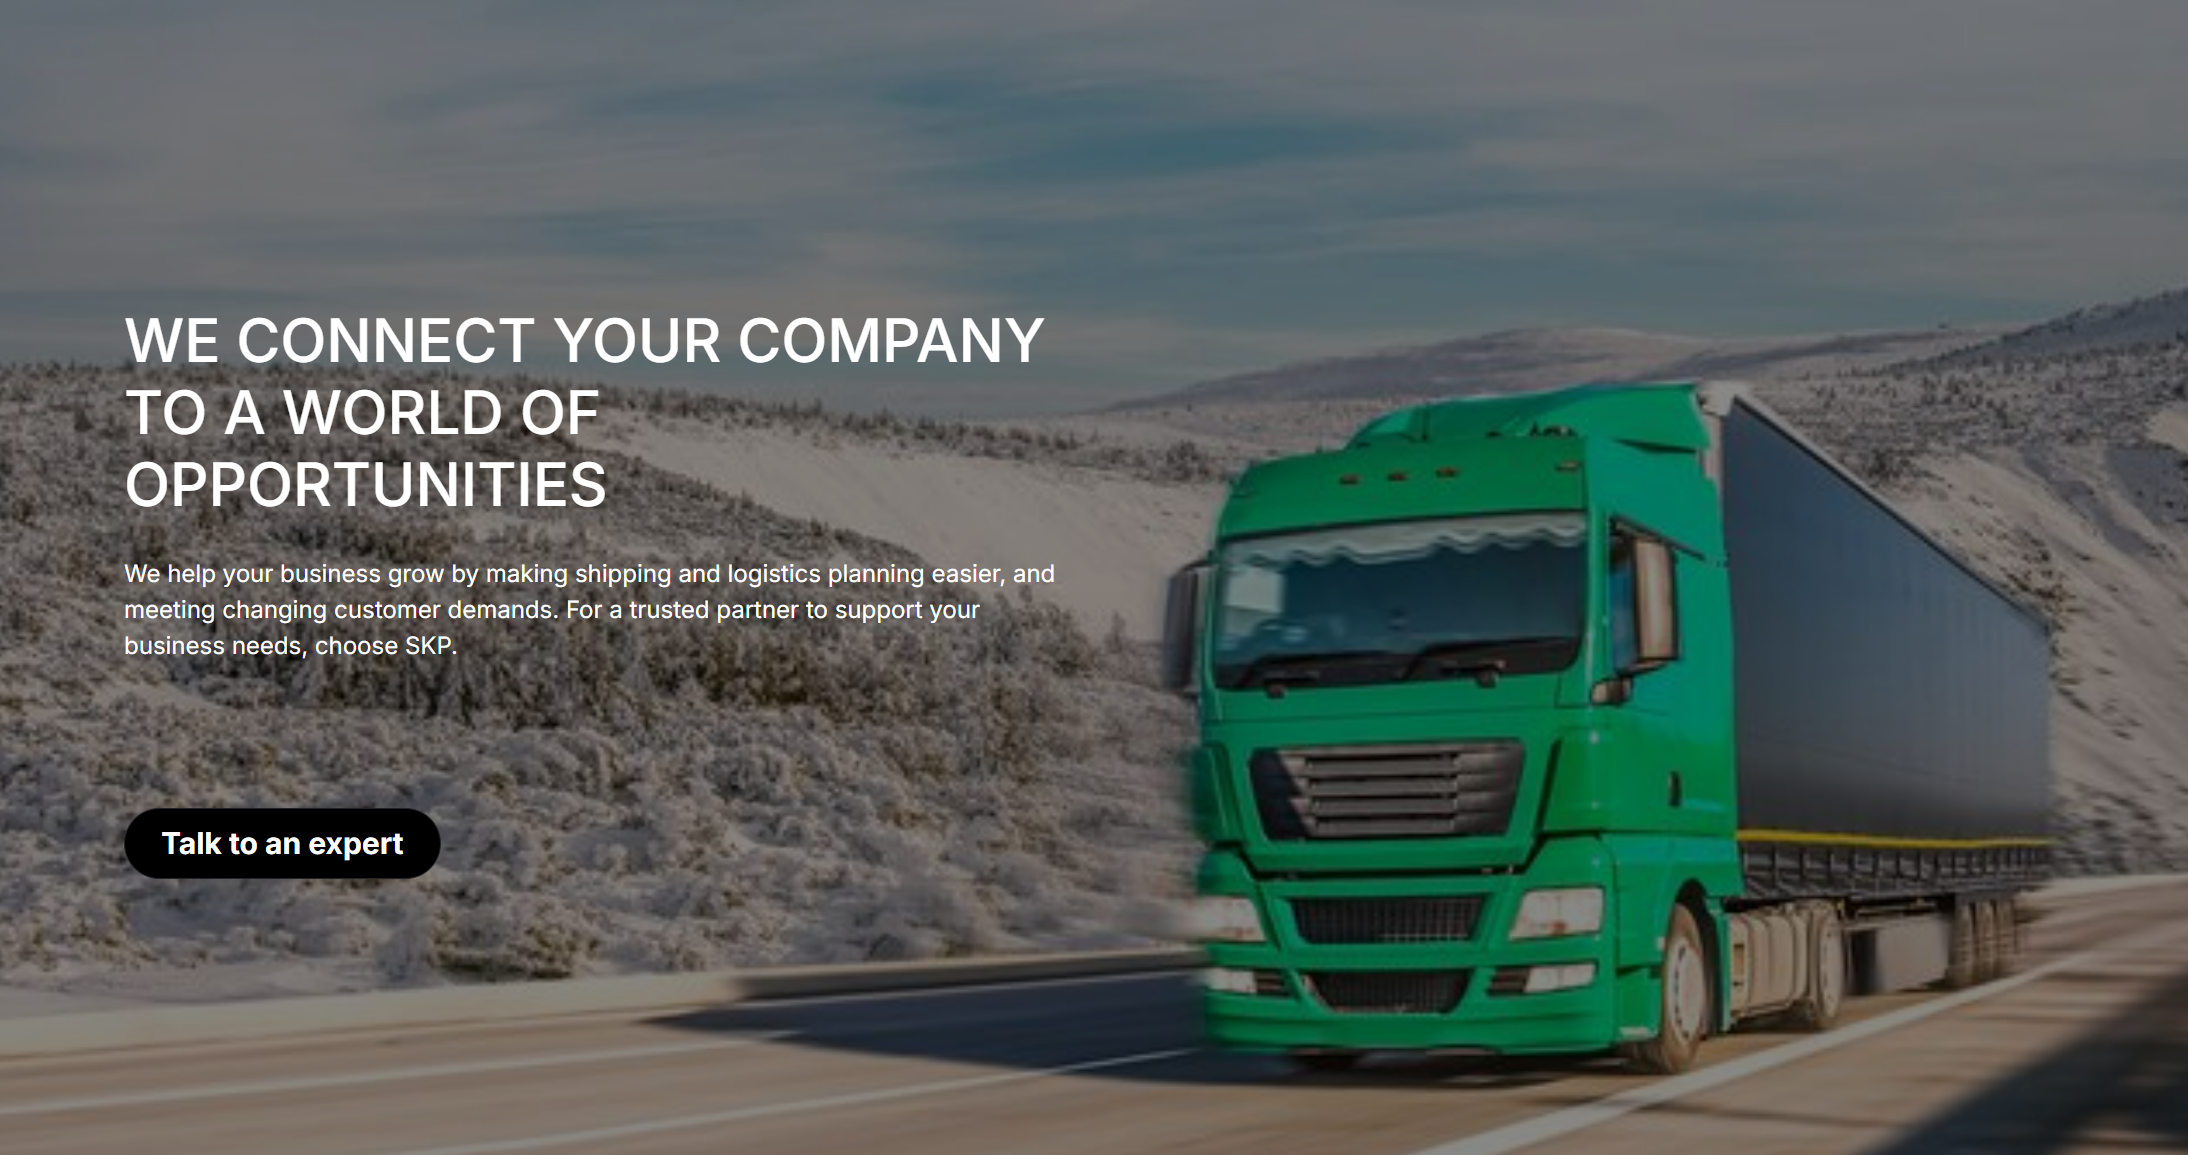 WE CONNECT YOUR COMPANY
TO A WORLD OF
OPPORTUNITIES
We help your business grow by making shipping and logistics planning easier, and
meeting changing customer demands. For a trusted partner to support your
business needs, choose SKP.
Talk to an expert